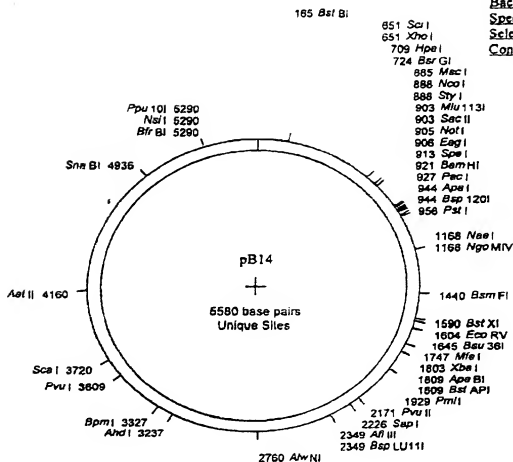 165 Bst BI
Bac
Spe
Sele
Con
651 Sci I
651 Xho I
709 Hpa I
724 Bsr GI
885 Msc I
888 Nco I
888 Sty I
903 Mlu 113I
903 Sac II
905 Not I
906 Eag I
913 Spe I
921 Bam HI
927 Pac I
944 Apa I
944 Bsp 120I
956 Pst I
1168 Nae I
1168 Ngo MIV
1440 Bsm FI
1590 Bst XI
1604 Eco RV
1645 Bsu 36I
1747 Mfe I
1803 Xba I
1809 Apa BI
1809 Bst API
1929 Pml I
2171 Pvu II
2226 Sap I
2349 Afl III
2349 Bsp LU11I
2760 Alw NI
Ahd I 3237
Bpm I 3327
Pvu I 3609
Sca I 3720
Aat II 4160
Sna BI 4936
Bfr BI 5290
Nsi I 5290
Ppu 10I 5290
pB14
5580 base pairs
Unique Sites